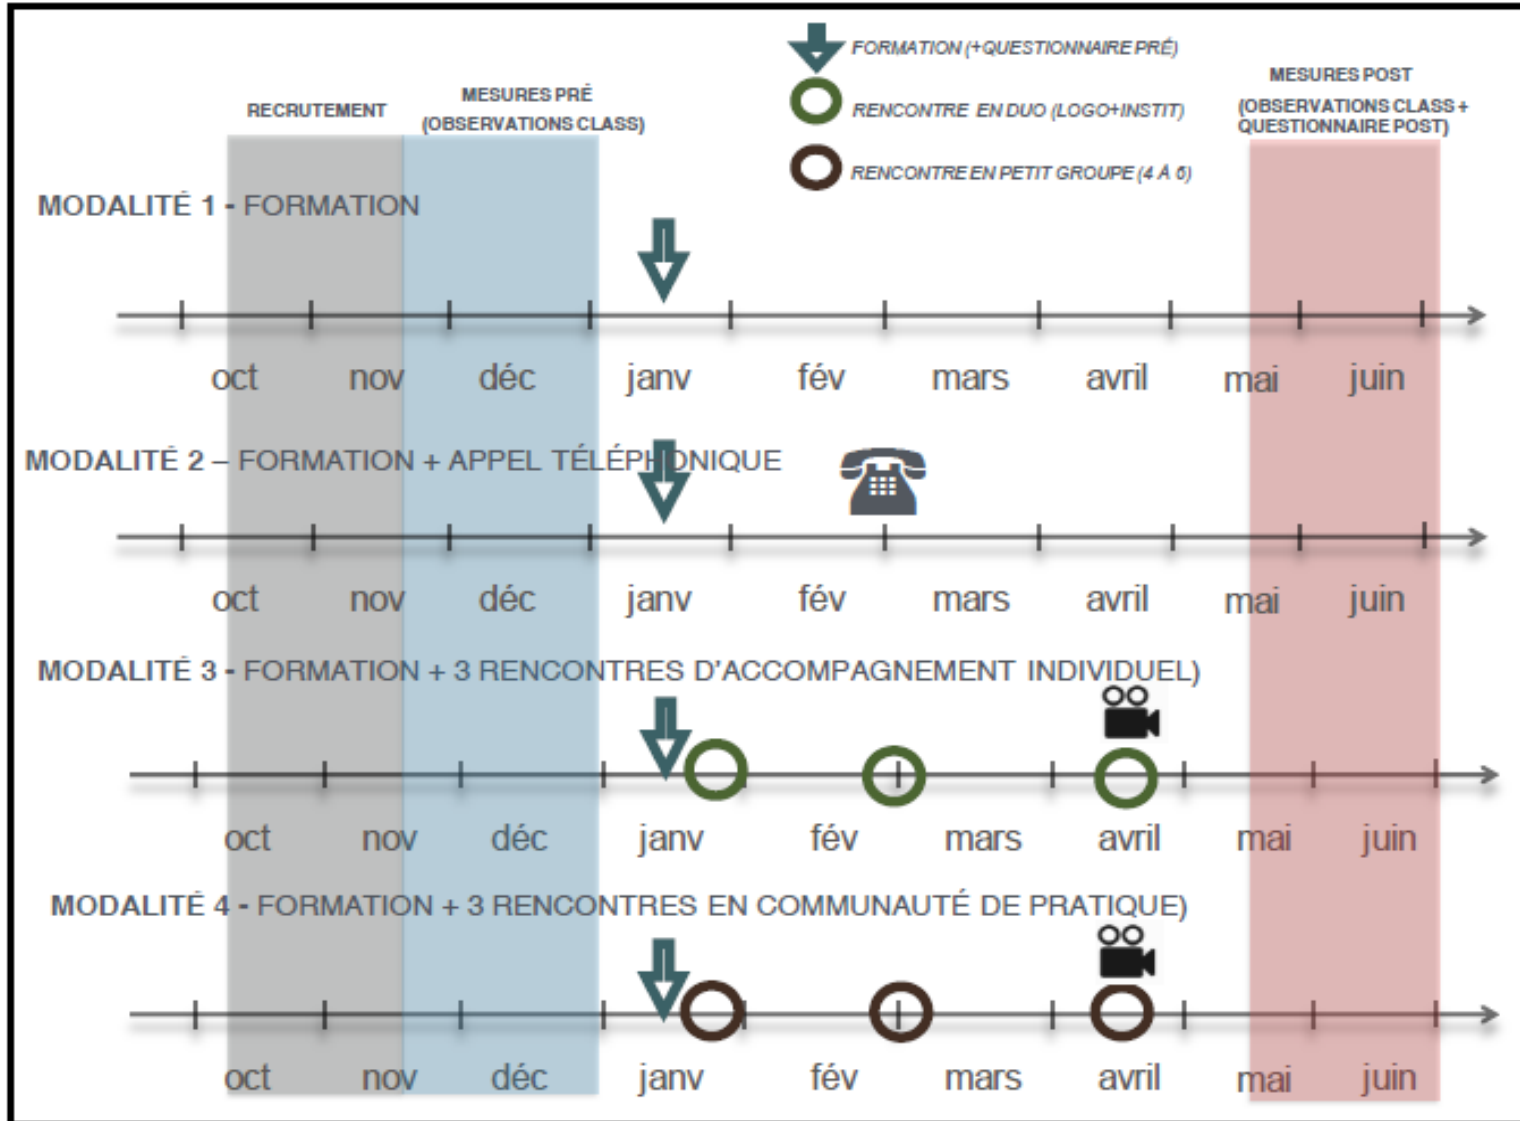 FORMATION (+QUESTIONNAIRE PRÉ)
RENCONTRE EN DUO (LOGO+INSTIT)
RENCONTRE EN PETIT GROUPE (4 À 6)
RECRUTEMENT
MESURES PRÉ
(OBSERVATIONS CLASS)
MESURES POST
(OBSERVATIONS CLASS +
QUESTIONNAIRE POST)
MODALITÉ 1 - FORMATION
oct nov déc janv fév mars avril mai juin
MODALITÉ 2 – FORMATION + APPEL TÉLÉPHONIQUE
oct nov déc janv fév mars avril mai juin
MODALITÉ 3 - FORMATION + 3 RENCONTRES D'ACCOMPAGNEMENT INDIVIDUEL)
oct nov déc janv fév mars avril mai juin
MODALITÉ 4 - FORMATION + 3 RENCONTRES EN COMMUNAUTÉ DE PRATIQUE)
oct nov déc janv fév mars avril mai juin